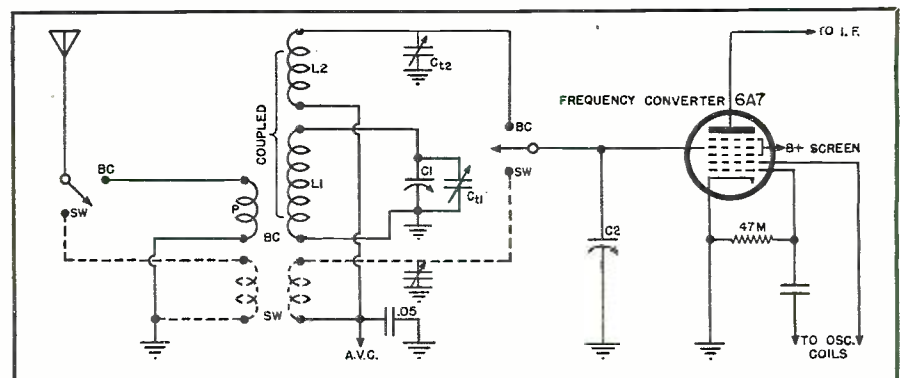 TO I.F.
L2
Ct2
FREQUENCY CONVERTER 6A7
COUPLED
BC
BC
B+ SCREEN
C1
Ct1
SW
SW
L1
P
C2
47M
BC
SW
.05
A.V.C.
TO OSC.
COILS